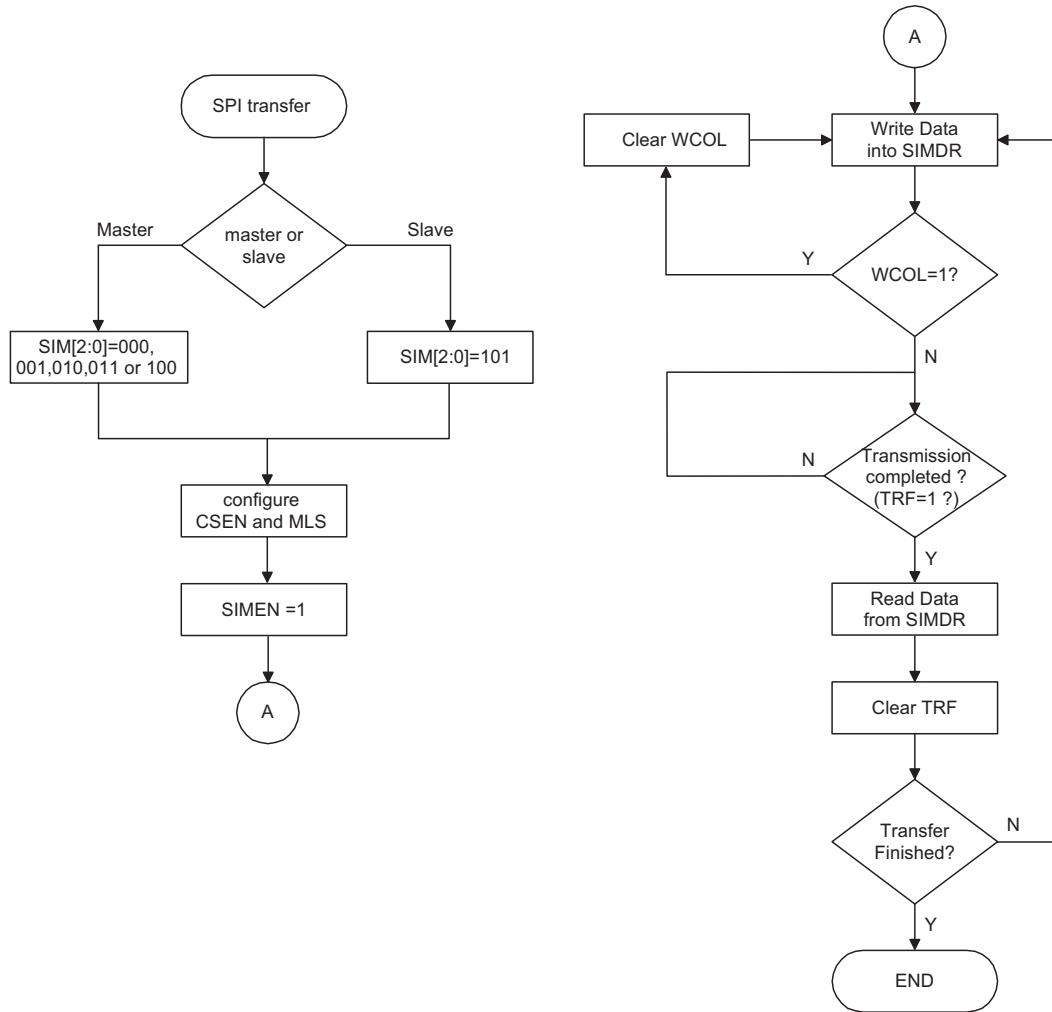 SPI transfer
Master
master or
slave
Slave
SIM[2:0]=000,
001,010,011 or 100
SIM[2:0]=101
configure
CSEN and MLS
SIMEN =1
A
A
Clear WCOL
Write Data
into SIMDR
Y
WCOL=1?
N
N
Transmission
completed ?
(TRF=1 ?)
Y
Read Data
from SIMDR
Clear TRF
Transfer
Finished?
N
Y
END